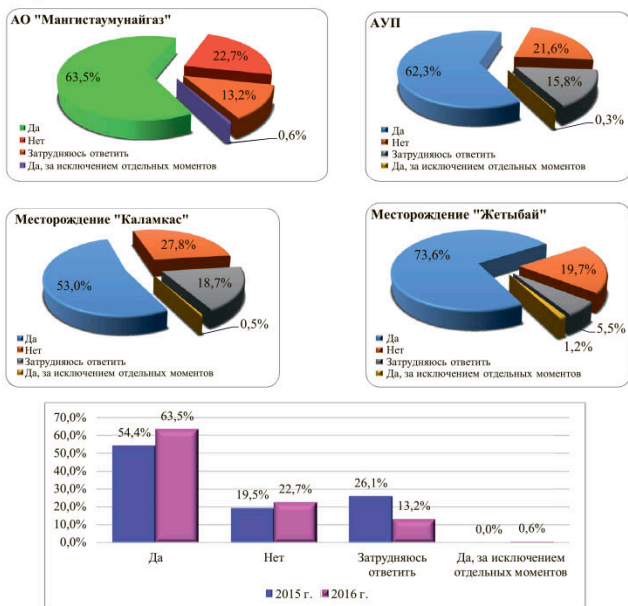 АО "Мангистаумунайгаз"
63,5%
22,7%
13,2%
0,6%
Да
Нет
Затрудняюсь ответить
Да, за исключением отдельных моментов
АУП
62,3%
21,6%
15,8%
0,3%
Да
Нет
Затрудняюсь ответить
Да, за исключением отдельных моментов
Месторождение "Каламкас"
53,0%
27,8%
18,7%
0,5%
Да
Нет
Затрудняюсь ответить
Да, за исключением отдельных моментов
Месторождение "Жетыбай"
73,6%
19,7%
5,5%
1,2%
Да
Нет
Затрудняюсь ответить
Да, за исключением отдельных моментов
70,0%
60,0%
50,0%
40,0%
30,0%
20,0%
10,0%
0,0%
54,4%
63,5%
19,5%
22,7%
26,1%
13,2%
0,0%
0,6%
Да
Нет
Затрудняюсь
ответить
Да, за исключением
отдельных моментов
2015 г.
2016 г.